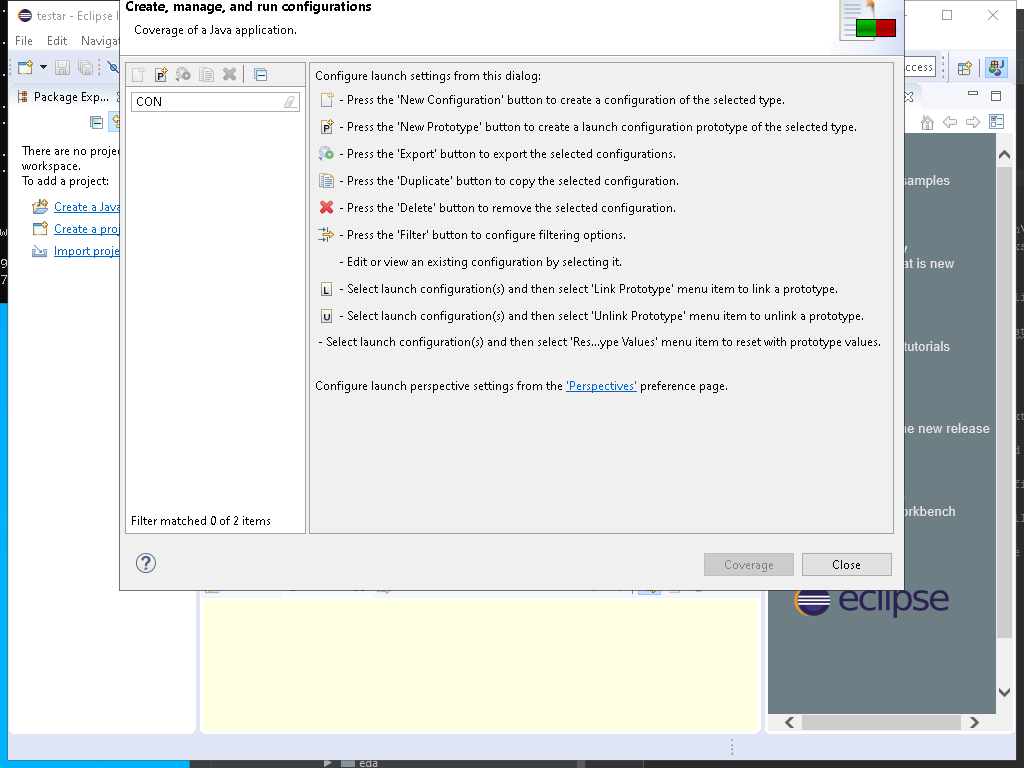 Create, manage, and run configurations
Coverage of a Java application.
testar - Eclipse I
File Edit Naviga
Package Exp...
There are no proje
workspace.
To add a project:
Create a Java
Create a proj
Import proje
CON
Filter matched 0 of 2 items
Configure launch settings from this dialog:
- Press the 'New Configuration' button to create a configuration of the selected type.
P - Press the 'New Prototype' button to create a launch configuration prototype of the selected type.
- Press the 'Export' button to export the selected configurations.
- Press the 'Duplicate' button to copy the selected configuration.
- Press the 'Delete' button to remove the selected configuration.
- Press the 'Filter' button to configure filtering options.
- Edit or view an existing configuration by selecting it.
L - Select launch configuration(s) and then select 'Link Prototype' menu item to link a prototype.
U - Select launch configuration(s) and then select 'Unlink Prototype' menu item to unlink a prototype.
- Select launch configuration(s) and then select 'Res...ype Values' menu item to reset with prototype values.
Configure launch perspective settings from the 'Perspectives' preference page.
? Coverage Close
ccess
samples
at is new
tutorials
he new release
orkbench
eclipse
eda